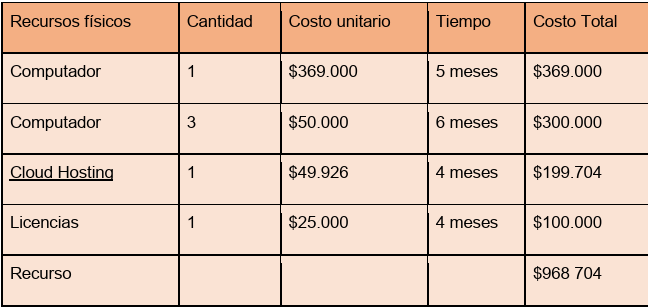 Recursos físicos Cantidad Costo unitario Tiempo Costo Total
Computador 1 $369.000 5 meses $369.000
Computador 3 $50.000 6 meses $300.000
Cloud Hosting 1 $49.926 4 meses $199.704
Licencias 1 $25.000 4 meses $100.000
Recurso $968 704